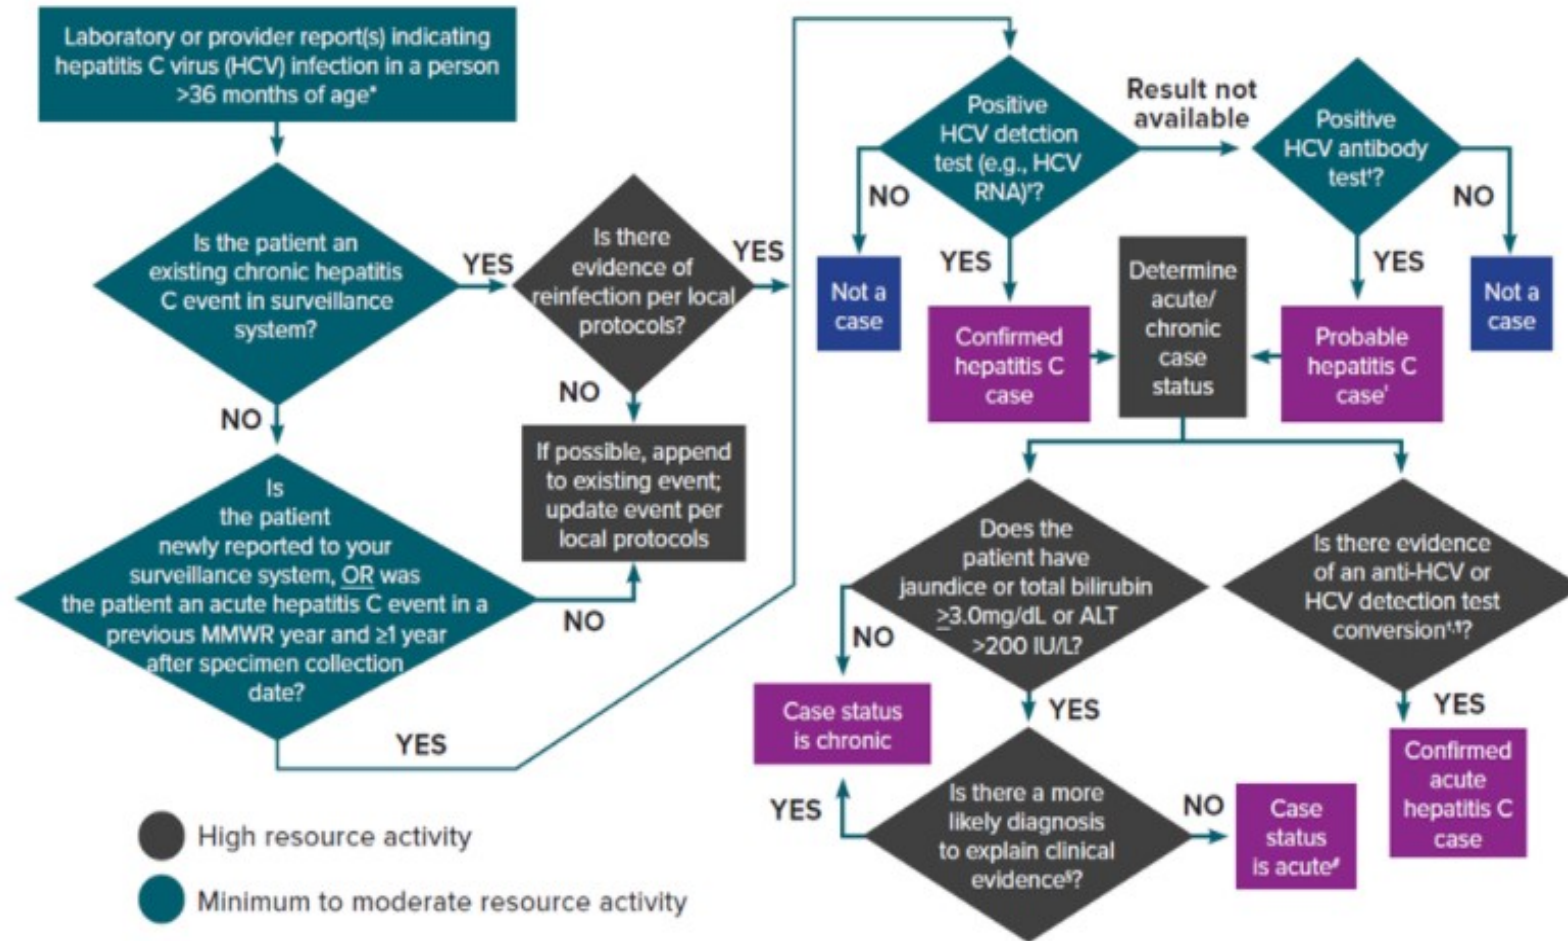 Laboratory or provider report(s) indicating
hepatitis C virus (HCV) infection in a person
>36 months of age*
Is the patient an
existing chronic hepatitis
C event in surveillance
system?
YES
NO
Is there
evidence of
reinfection per local
protocols?
YES
NO
If possible, append
to existing event;
update event per
local protocols
Is
the patient
newly reported to your
surveillance system, OR was
the patient an acute hepatitis C event in a
previous MMWR year and ≥1 year
after specimen collection
date?
NO
YES
Positive
HCV detction
test (e.g., HCV
RNA)†?
Result not
available
NO
YES
Positive
HCV antibody
test†?
NO
YES
Not a
case
Confirmed
hepatitis C
case
Determine
acute/
chronic
case
status
Probable
hepatitis C
case
Not a
case
Does the
patient have
jaundice or total bilirubin
≥3.0mg/dL or ALT
>200 IU/L?
NO
YES
Is there evidence
of an anti-HCV or
HCV detection test
conversion†,¶?
YES
Case status
is chronic
Is there a more
likely diagnosis
to explain clinical
evidence§?
YES
NO
Case
status
is acute#
Confirmed
acute
hepatitis C
case
High resource activity
Minimum to moderate resource activity